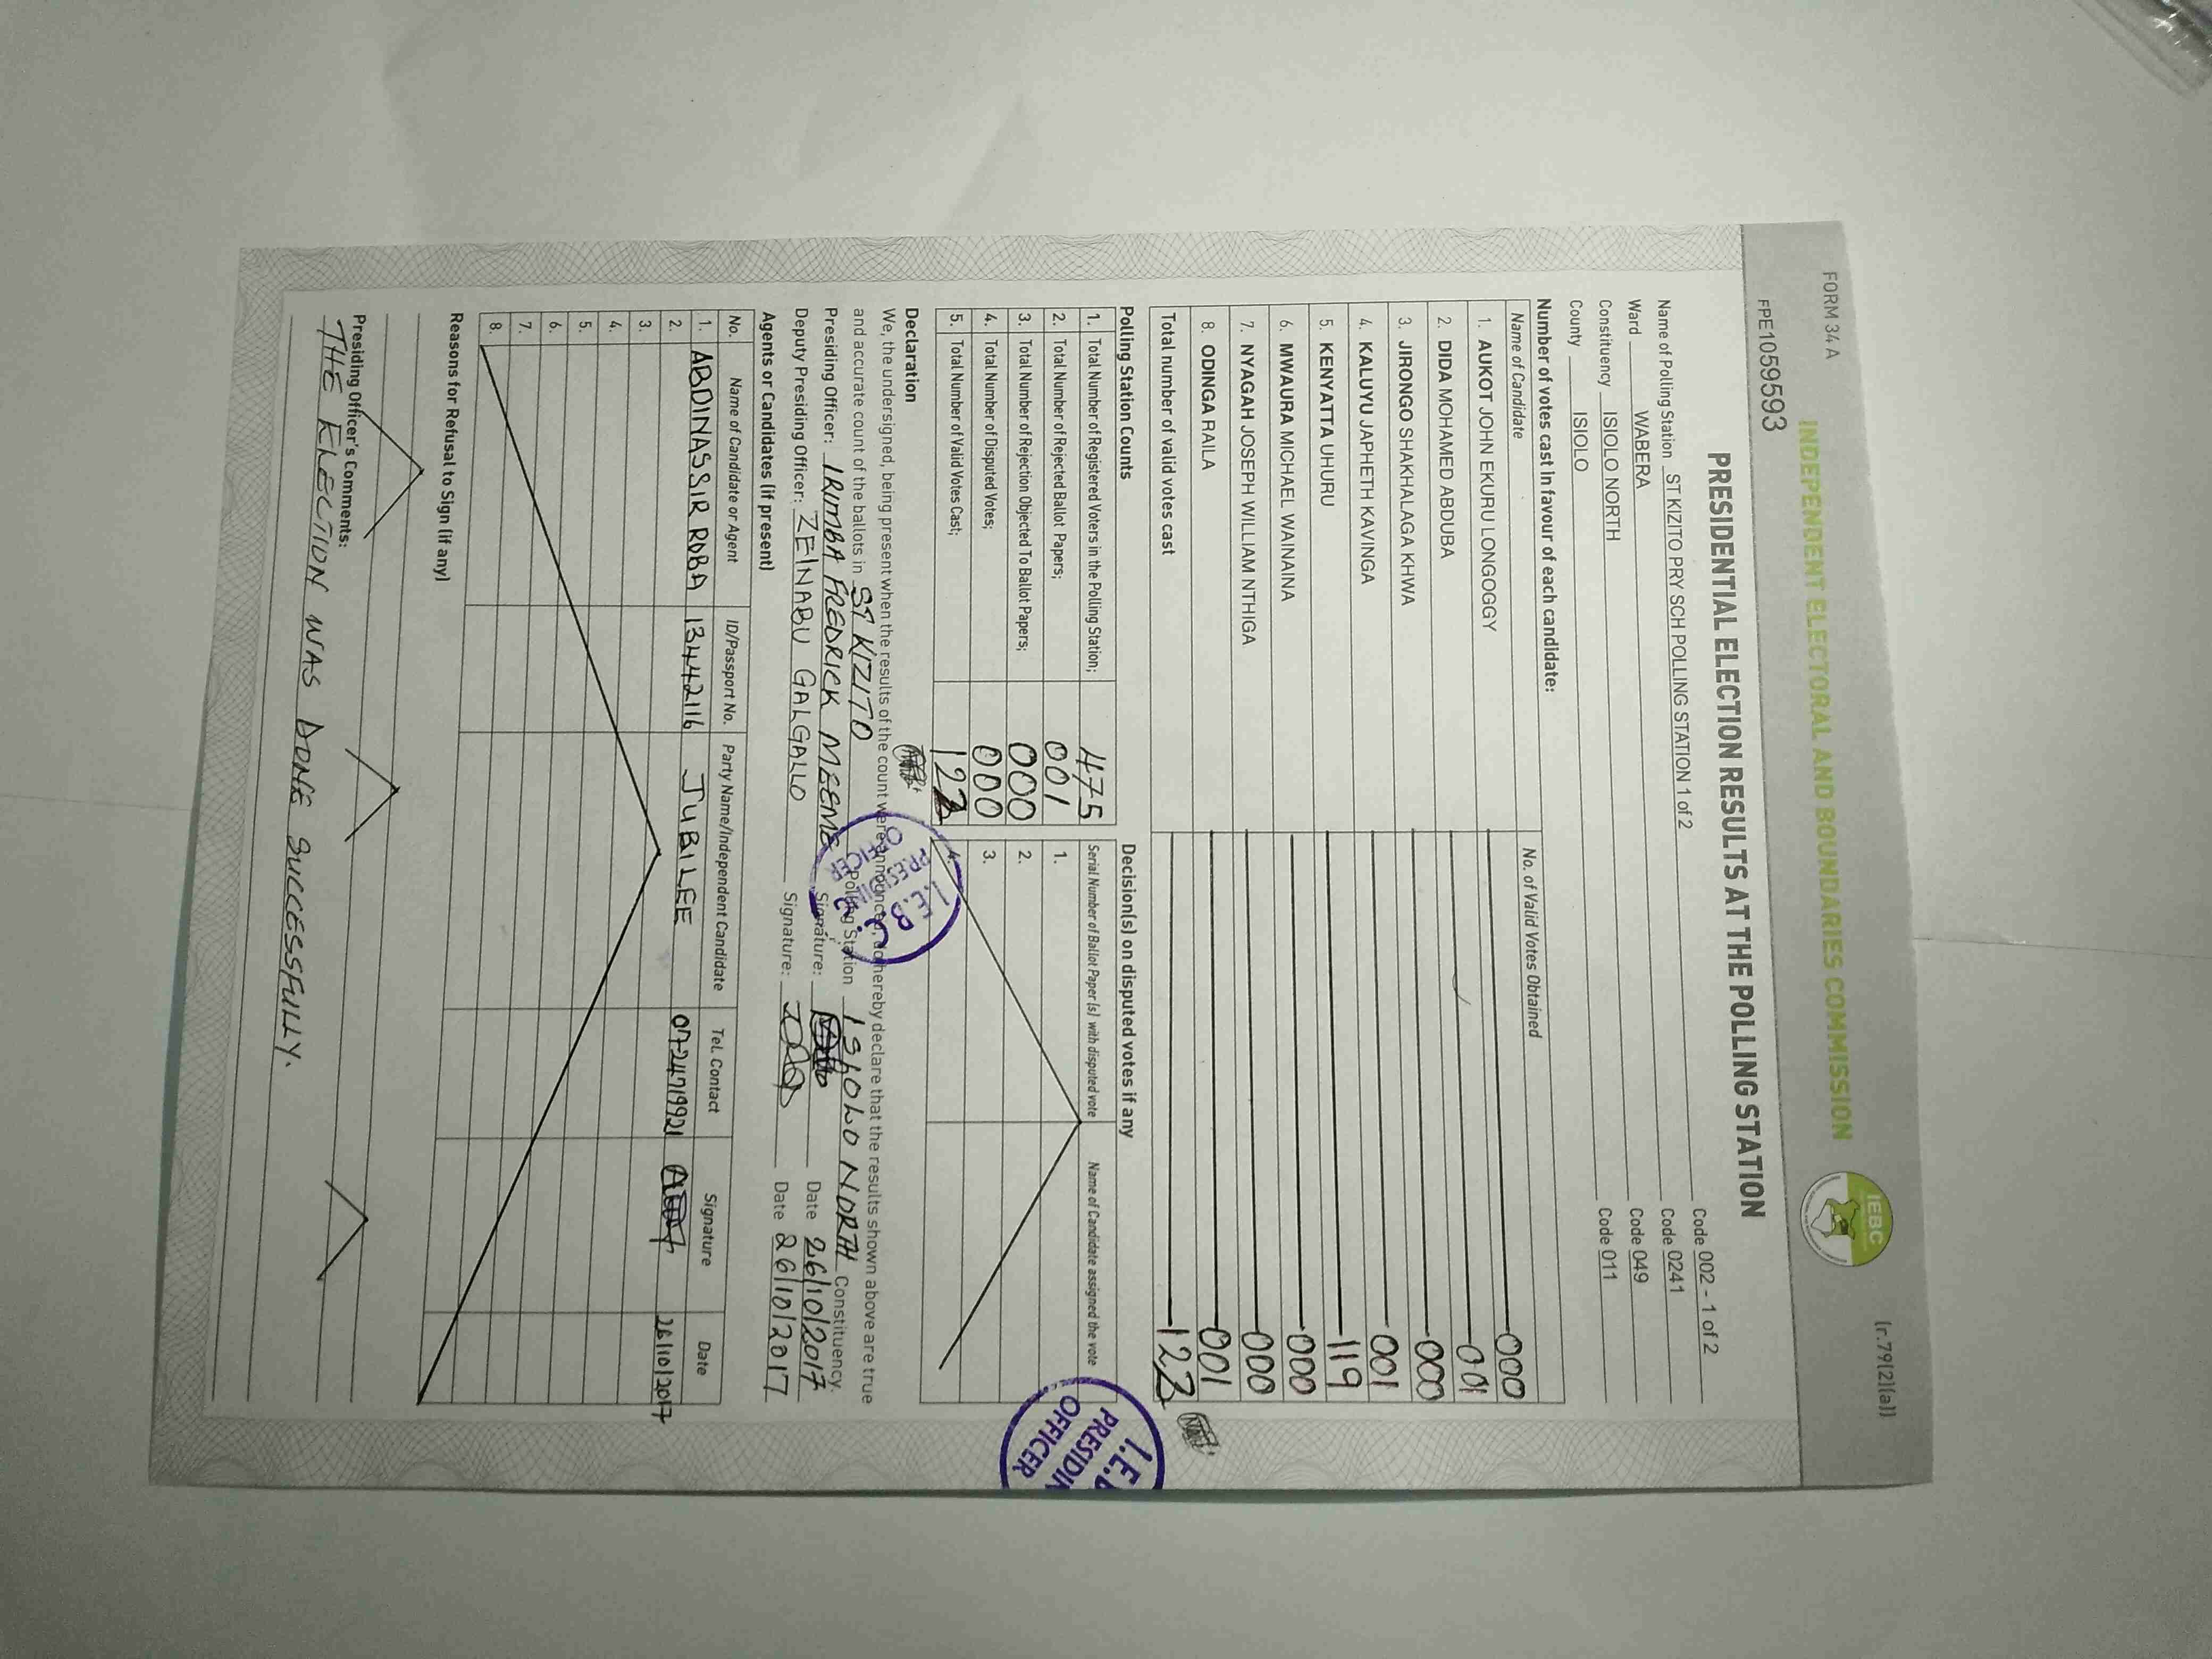 FORM 34 A
(r.79(2)(a))
INDEPENDENT ELECTORAL AND BOUNDARIES COMMISSION
IEBC
FPE1059593
PRESIDENTIAL ELECTION RESULTS AT THE POLLING STATION
Name of Polling Station ST KIZITO PRY SCH POLLING STATION 1 of 2 Code 002 - 1 of 2
Ward WABERA Code 0241
Constituency ISIOLO NORTH Code 049
County ISIOLO Code 011
Number of votes cast in favour of each candidate:
Name of Candidate No. of Valid Votes Obtained
1. AUKOT JOHN EKURU LONGOGGY 000
2. DIDA MOHAMED ABDUBA 001
3. JIRONGO SHAKHALAGA KHWA 000
4. KALUYU JAPHETH KAVINGA 001
5. KENYATTA UHURU 119
6. MWAURA MICHAEL WAINAINA 000
7. NYAGAH JOSEPH WILLIAM NTHIGA 000
8. ODINGA RAILA 001
Total number of valid votes cast 122
Polling Station Counts
1. Total Number of Registered Voters in the Polling Station; 475
2. Total Number of Rejected Ballot Papers; 001
3. Total Number of Rejection Objected To Ballot Papers; 000
4. Total Number of Disputed Votes; 000
5. Total Number of Valid Votes Cast; 122
Decision(s) on disputed votes if any
Serial Number of Ballot Paper (s) with disputed vote Name of Candidate assigned the vote
1.
2.
3.
4.
I.E.B
PRESIDIN
OFFICER
Declaration
We, the undersigned, being present when the results of the count were announced, do hereby declare that the results shown above are true
and accurate count of the ballots in ST KIZITO Polling Station ISIOLO NORTH Constituency.
Presiding Officer: IRIMBA FREDRICK MEEME Signature: Date 26/10/2017
Deputy Presiding Officer: ZEINABU GALGALLO Signature: Date 26/10/2017
I.E.B.C.
PRESIDING
OFFICER
Agents or Candidates (if present)
No. Name of Candidate or Agent ID/Passport No. Party Name/Independent Candidate Tel. Contact Signature Date
1. ABDINASSIR ROBA 13442116 JUBILEE 0724719921 26/10/2017
2.
3.
4.
5.
6.
7.
8.
Reasons for Refusal to Sign (if any)
Presiding Officer's Comments:
THE ELECTION WAS DONE SUCCESSFULLY.